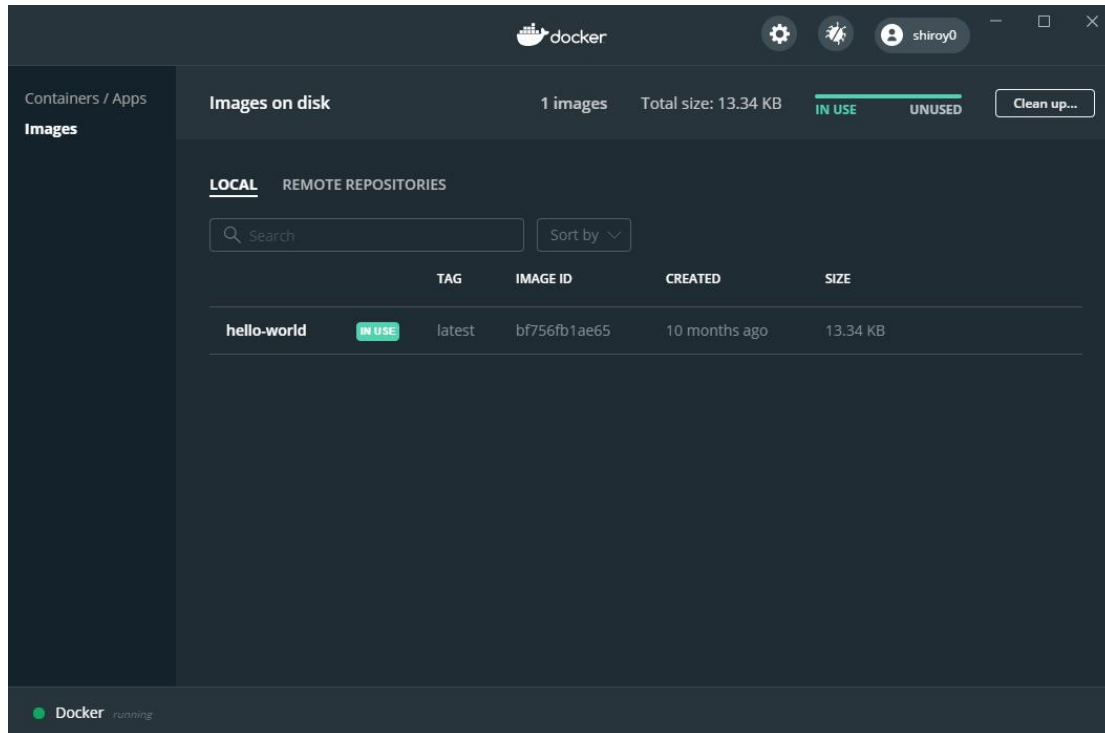 docker
shiroy0
Containers / Apps
Images
Images on disk
1 images
Total size: 13.34 KB
IN USE
UNUSED
Clean up...
LOCAL
REMOTE REPOSITORIES
Search
Sort by
TAG IMAGE ID CREATED SIZE
hello-world IN USE latest bf756fb1ae65 10 months ago 13.34 KB
Docker running